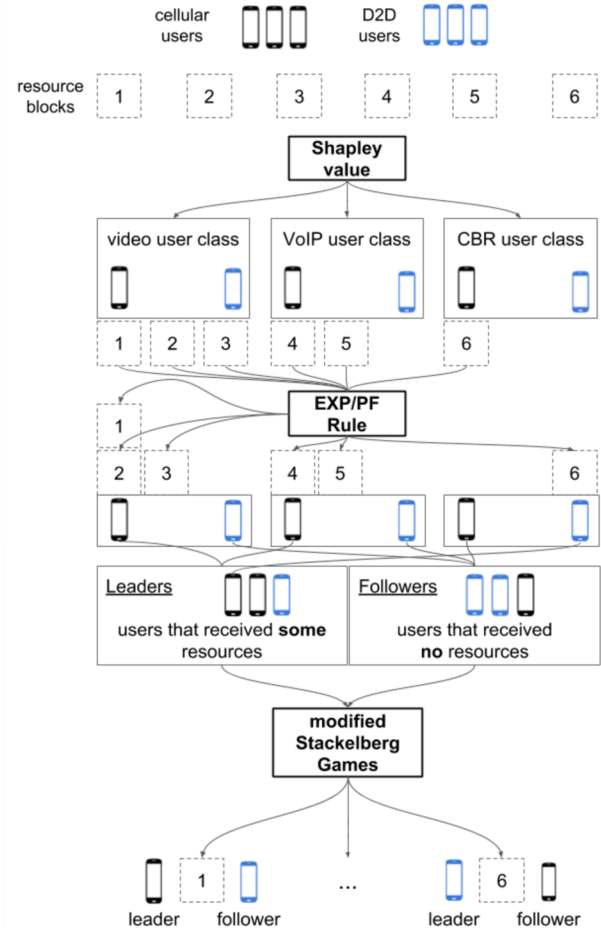 cellular users
D2D users
resource blocks
1 2 3 4 5 6
Shapley
value
video user class
VoIP user class
CBR user class
1 2 3 4 5 6
EXP/PF
Rule
1
2 3 4 5 6
Leaders
users that received some
resources
Followers
users that received
no resources
modified
Stackelberg
Games
1 ... 6
leader follower leader follower